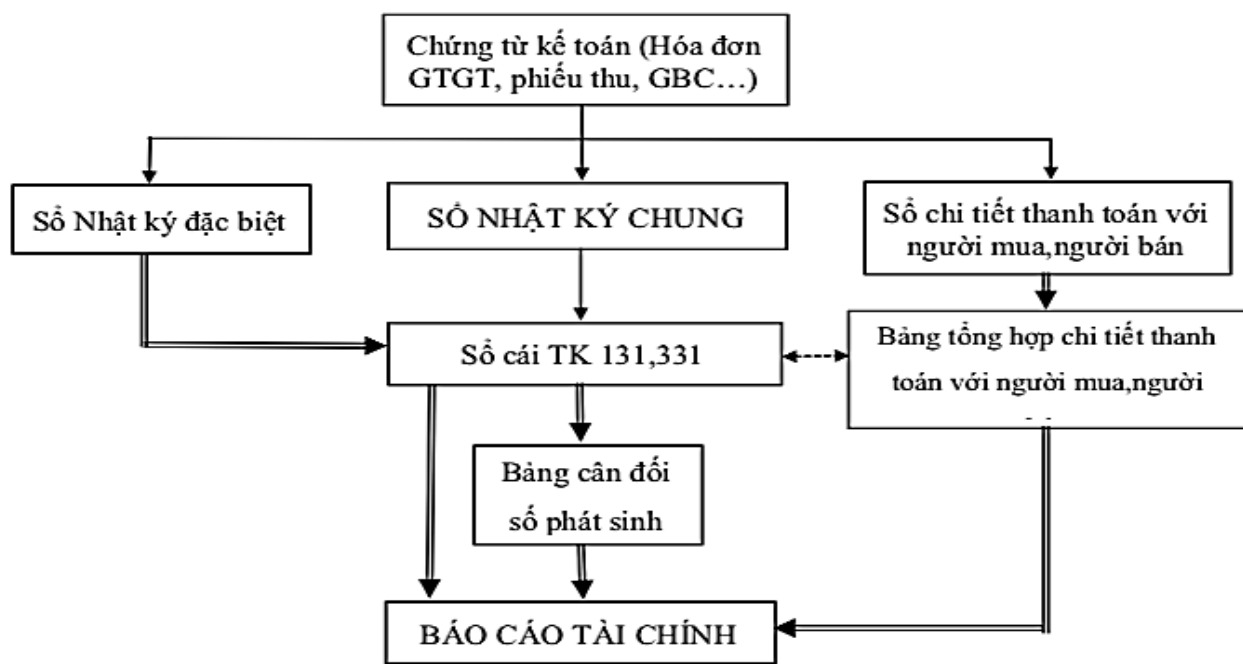 Chứng từ kế toán (Hóa đơn
GTGT, phiếu thu, GBC…)
Sổ Nhật ký đặc biệt
SỔ NHẬT KÝ CHUNG
Sổ chi tiết thanh toán với
người mua,người bán
Sổ cái TK 131,331
Bảng tổng hợp chi tiết thanh
toán với người mua,người
Bảng cân đối
số phát sinh
BÁO CÁO TÀI CHÍNH